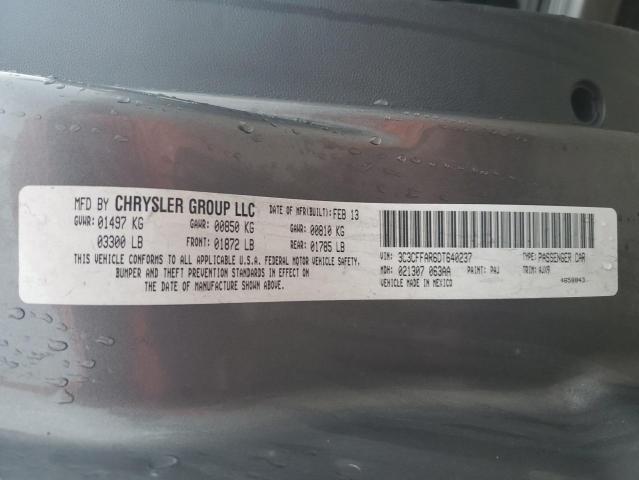 MFD BY CHRYSLER GROUP LLC DATE OF MFR(BUILT): FEB 13
GVWR: 01497 KG GAWR: 00850 KG GAWR: 00810 KG
03300 LB FRONT: 01872 LB REAR: 01785 LB
THIS VEHICLE CONFORMS TO ALL APPLICABLE U.S.A. FEDERAL MOTOR VEHICLE SAFETY,
BUMPER AND THEFT PREVENTION STANDARDS IN EFFECT ON
THE DATE OF MANUFACTURE SHOWN ABOVE.
VIN: 3C3CFFAR6DT640237 TYPE: PASSENGER CAR
MDH: 021307 063AA PAINT: PAU TRIM: AJX9
VEHICLE MADE IN MEXICO 4658043